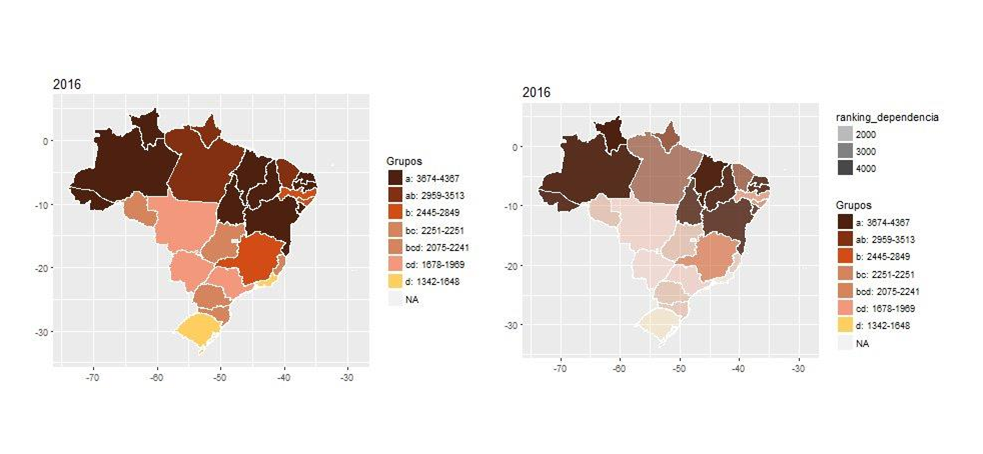 2016
0
-10
-20
-30
-70
-60
-50
-40
-30
Grupos
a: 3674-4367
ab: 2959-3513
b: 2445-2849
bc: 2251-2251
bcd: 2075-2241
cd: 1678-1969
d: 1342-1648
NA
2016
0
-10
-20
-30
-70
-60
-50
-40
-30
ranking_dependencia
2000
3000
4000
Grupos
a: 3674-4367
ab: 2959-3513
b: 2445-2849
bc: 2251-2251
bcd: 2075-2241
cd: 1678-1969
d: 1342-1648
NA